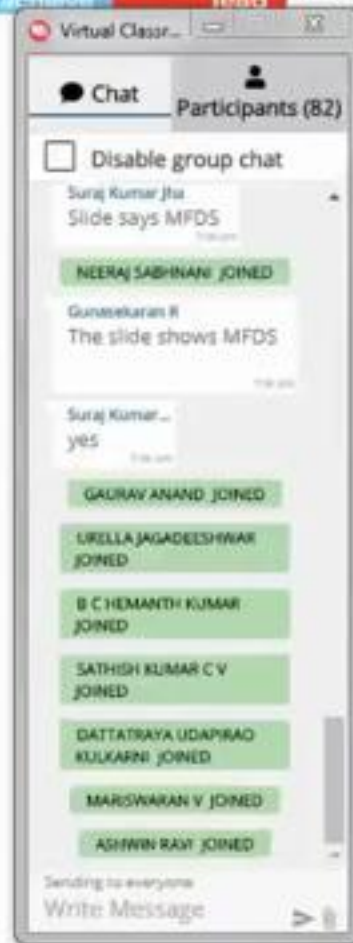 lead
Virtual Classr...
Chat
Participants (82)
Disable group chat
Suraj Kumar Jha
Slide says MFDS
NEERAJ SABHNANI JOINED
Gunasekaran R
The slide shows MFDS
Suraj Kumar...
yes
GAURAV ANAND JOINED
URELLA JAGADEESHWAR
JOINED
B C HEMANTH KUMAR
JOINED
SATHISH KUMAR C V
JOINED
DATTATRAYA UDAPIRAO
KULKARNI JOINED
MARISWARAN V JOINED
ASHWIN RAVI JOINED
Sending to everyone
Write Message